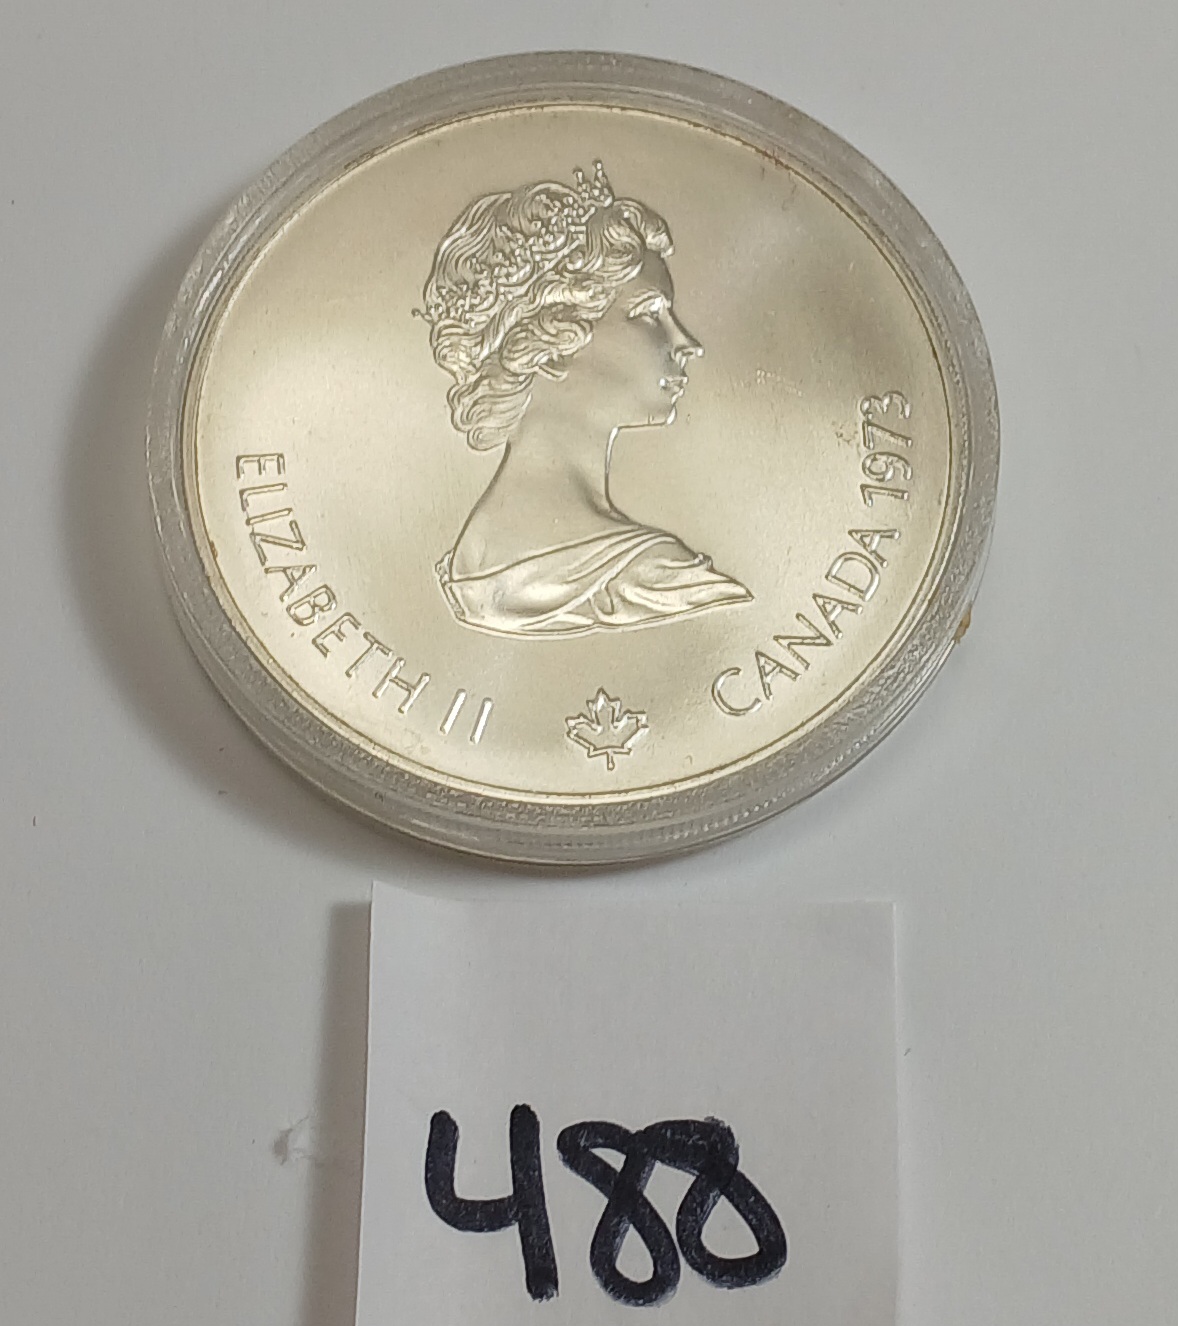 ELIZABETH II
CANADA 1973
488